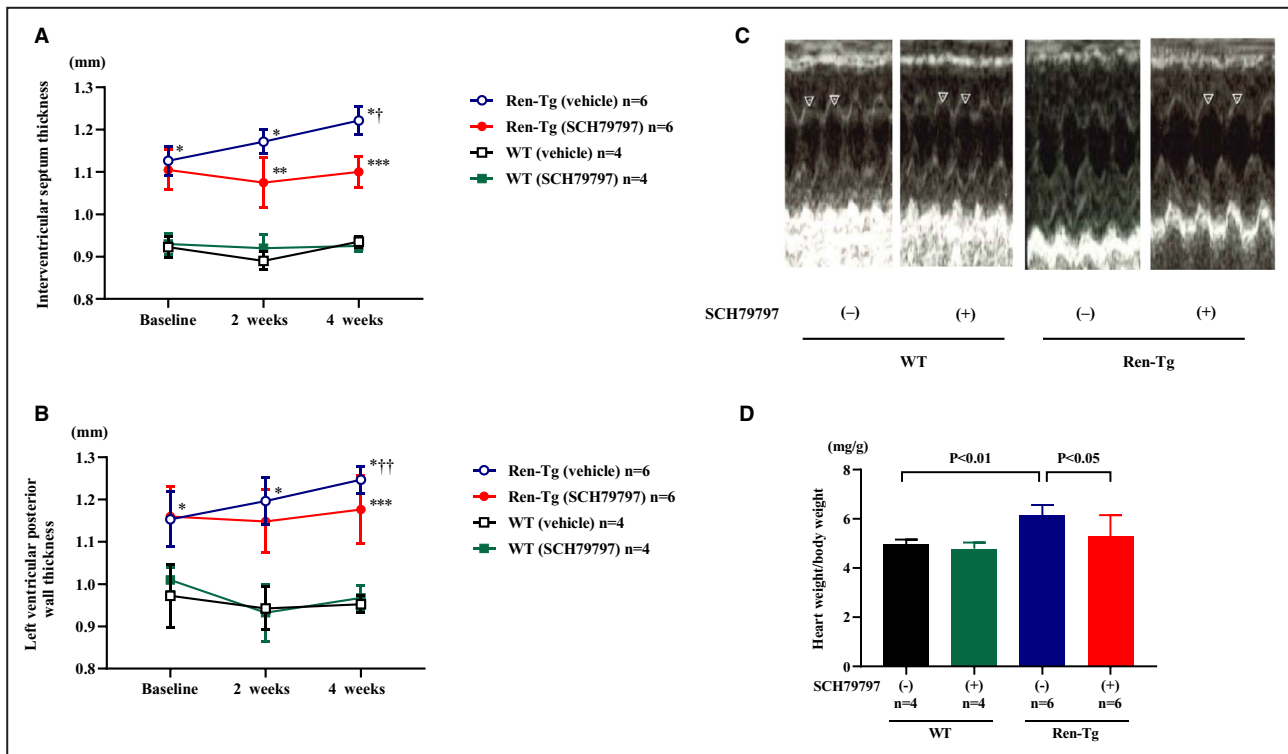 A
(mm)
Interventricular septum thickness
1.3
1.2
1.1
1.0
0.9
0.8
*
*
*†
**
***
Baseline
2 weeks
4 weeks
Ren-Tg (vehicle) n=6
Ren-Tg (SCH79797) n=6
WT (vehicle) n=4
WT (SCH79797) n=4
B
(mm)
Left ventricular posterior
wall thickness
1.3
1.2
1.1
1.0
0.9
0.8
*
*
*††
***
Baseline
2 weeks
4 weeks
Ren-Tg (vehicle) n=6
Ren-Tg (SCH79797) n=6
WT (vehicle) n=4
WT (SCH79797) n=4
C
SCH79797
(–)
(+)
(–)
(+)
WT
Ren-Tg
D
(mg/g)
Heart weight/body weight
8
6
4
2
0
P<0.01
P<0.05
SCH79797
(-)
(+)
(-)
(+)
n=4
n=4
n=6
n=6
WT
Ren-Tg